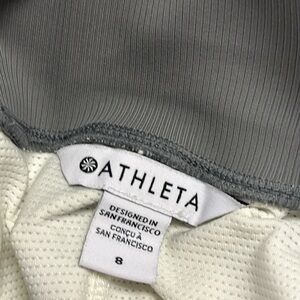 ATHLETA
DESIGNED IN
SAN FRANCISCO
CONÇU À
SAN FRANCISCO
8